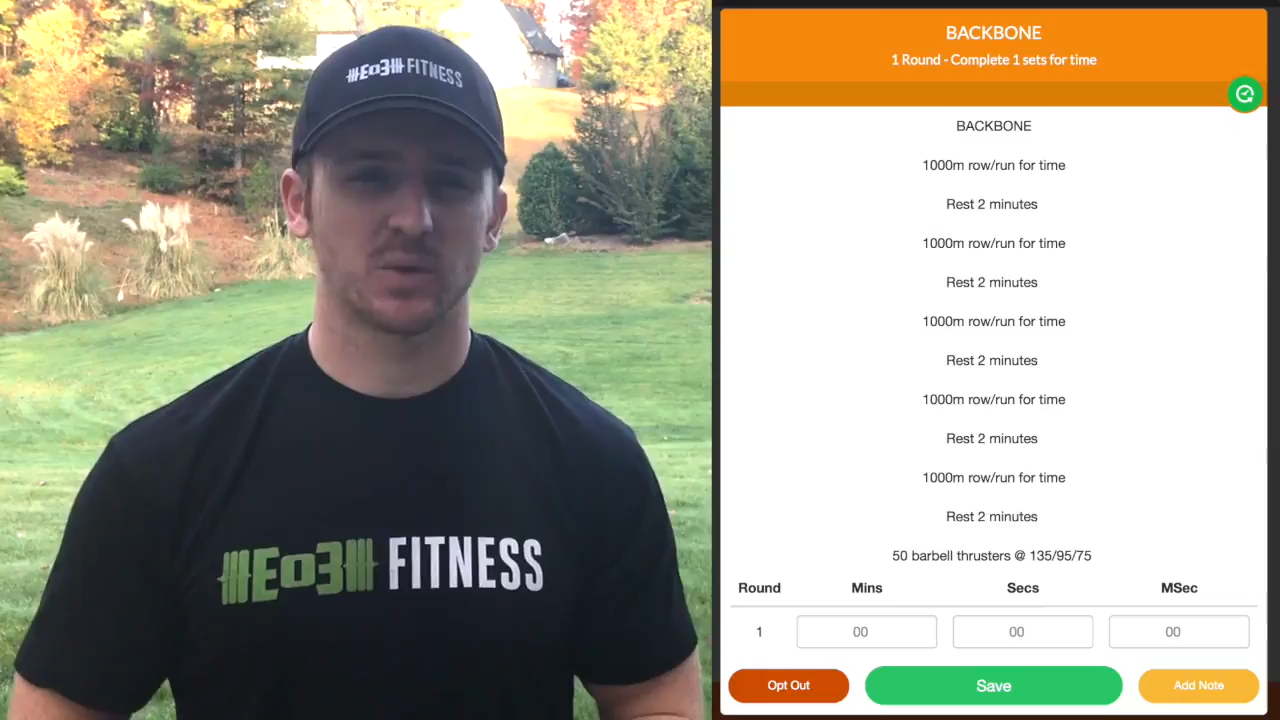 Eo3 FITNESS
Eo3 FITNESS
BACKBONE
1 Round - Complete 1 sets for time
BACKBONE
1000m row/run for time
Rest 2 minutes
1000m row/run for time
Rest 2 minutes
1000m row/run for time
Rest 2 minutes
1000m row/run for time
Rest 2 minutes
1000m row/run for time
Rest 2 minutes
50 barbell thrusters @ 135/95/75
Round Mins Secs MSec
1 00 00 00
Opt Out Save Add Note